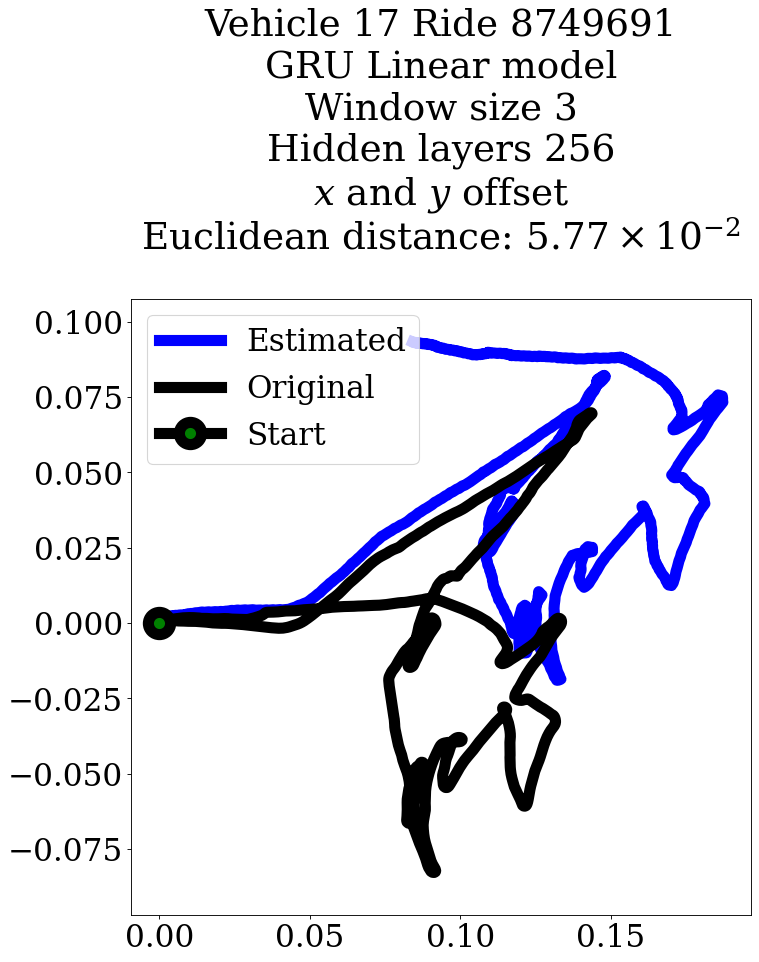 Vehicle 17 Ride 8749691
GRU Linear model
Window size 3
Hidden layers 256
x and y offset
Euclidean distance: 5.77 × 10⁻²
Estimated
Original
Start
0.100
0.075
0.050
0.025
0.000
−0.025
−0.050
−0.075
0.00 0.05 0.10 0.15